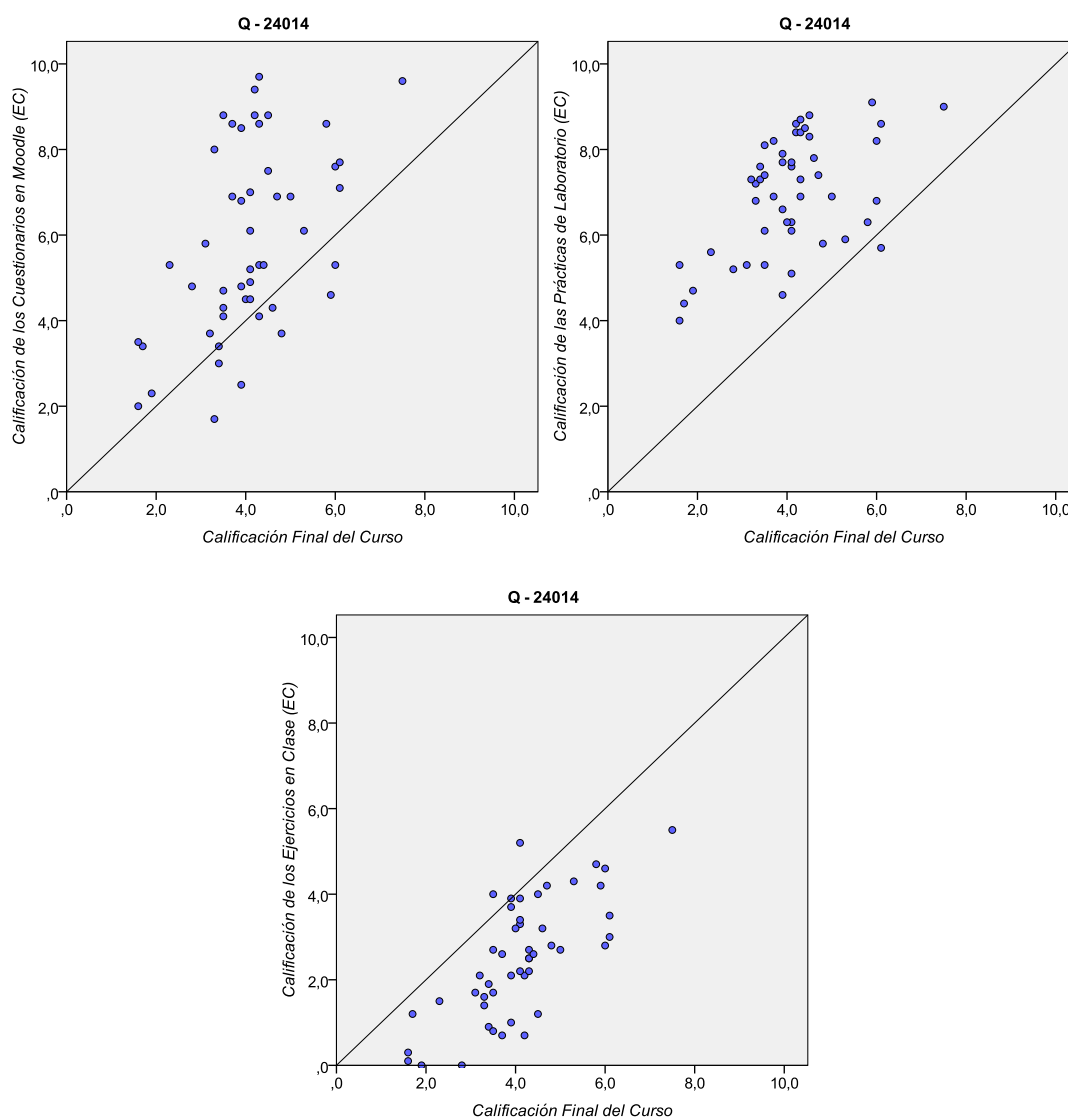 Q - 24014
Calificación de los Cuestionarios en Moodle (EC)
10,0
8,0
6,0
4,0
2,0
,0
,0 2,0 4,0 6,0 8,0 10,0
Calificación Final del Curso
Q - 24014
Calificación de las Prácticas de Laboratorio (EC)
10,0
8,0
6,0
4,0
2,0
,0
,0 2,0 4,0 6,0 8,0 10,0
Calificación Final del Curso
Q - 24014
Calificación de los Ejercicios en Clase (EC)
10,0
8,0
6,0
4,0
2,0
,0
,0 2,0 4,0 6,0 8,0 10,0
Calificación Final del Curso